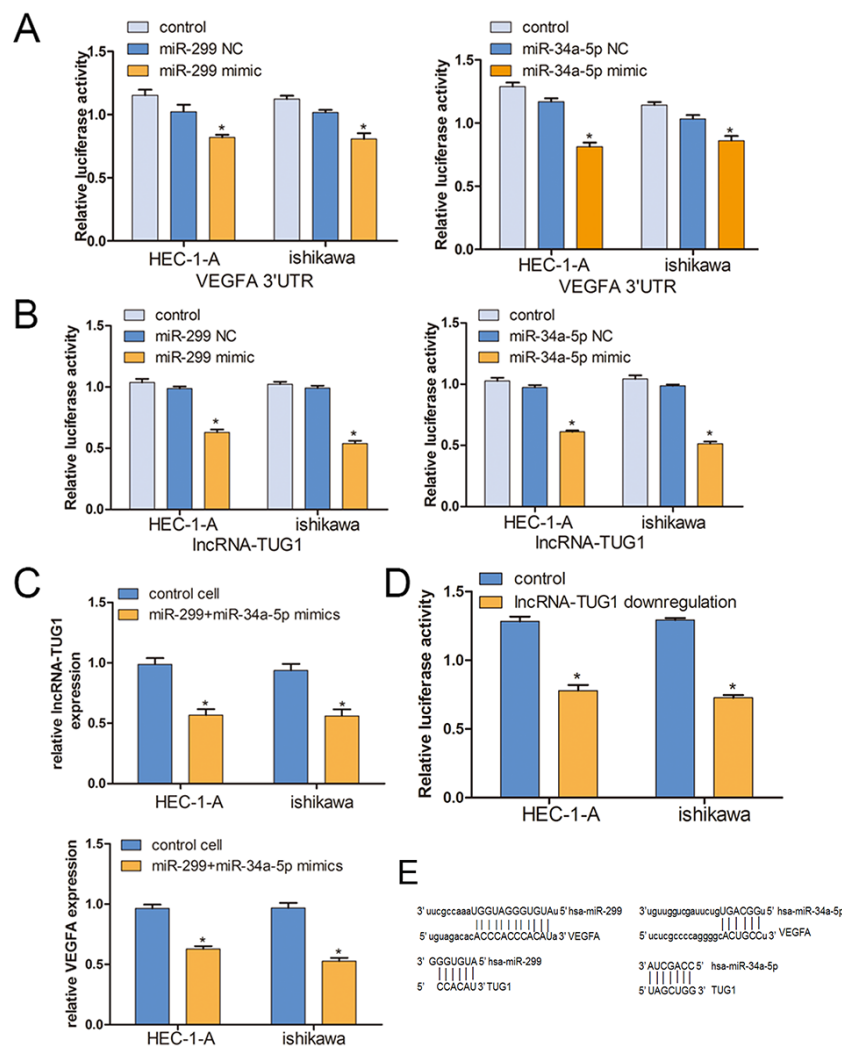 A
control
miR-299 NC
miR-299 mimic
Relative luciferase activity
1.5
1.0
0.5
0.0
*
*
HEC-1-A
ishikawa
VEGFA 3'UTR
control
miR-34a-5p NC
miR-34a-5p mimic
Relative luciferase activity
1.5
1.0
0.5
0.0
*
*
HEC-1-A
ishikawa
VEGFA 3'UTR
B
control
miR-299 NC
miR-299 mimic
Relative luciferase activity
1.5
1.0
0.5
0.0
*
*
HEC-1-A
ishikawa
lncRNA-TUG1
control
miR-34a-5p NC
miR-34a-5p mimic
Relative luciferase activity
1.5
1.0
0.5
0.0
*
*
HEC-1-A
ishikawa
lncRNA-TUG1
C
control cell
miR-299+miR-34a-5p mimics
relative lncRNA-TUG1
expression
1.5
1.0
0.5
0.0
*
*
HEC-1-A
ishikawa
control cell
miR-299+miR-34a-5p mimics
relative VEGFA expression
1.5
1.0
0.5
0.0
*
*
HEC-1-A
ishikawa
D
control
lncRNA-TUG1 downregulation
Relative luciferase activity
1.5
1.0
0.5
0.0
*
*
HEC-1-A
ishikawa
E
3' uucgccaaaUGGUAGGGUGUAu 5' hsa-miR-299
5' uguagacacACCCACCCACAUa 3' VEGFA
3' GGGUGUA 5' hsa-miR-299
5' CCACAU 3' TUG1
3' uguuggucgauucugUGACGGu 5' hsa-miR-34a-5p
5' ucucgccccaggggcACUGCCu 3' VEGFA
3' AUCGACC 5' hsa-miR-34a-5p
5' UAGCUGG 3' TUG1